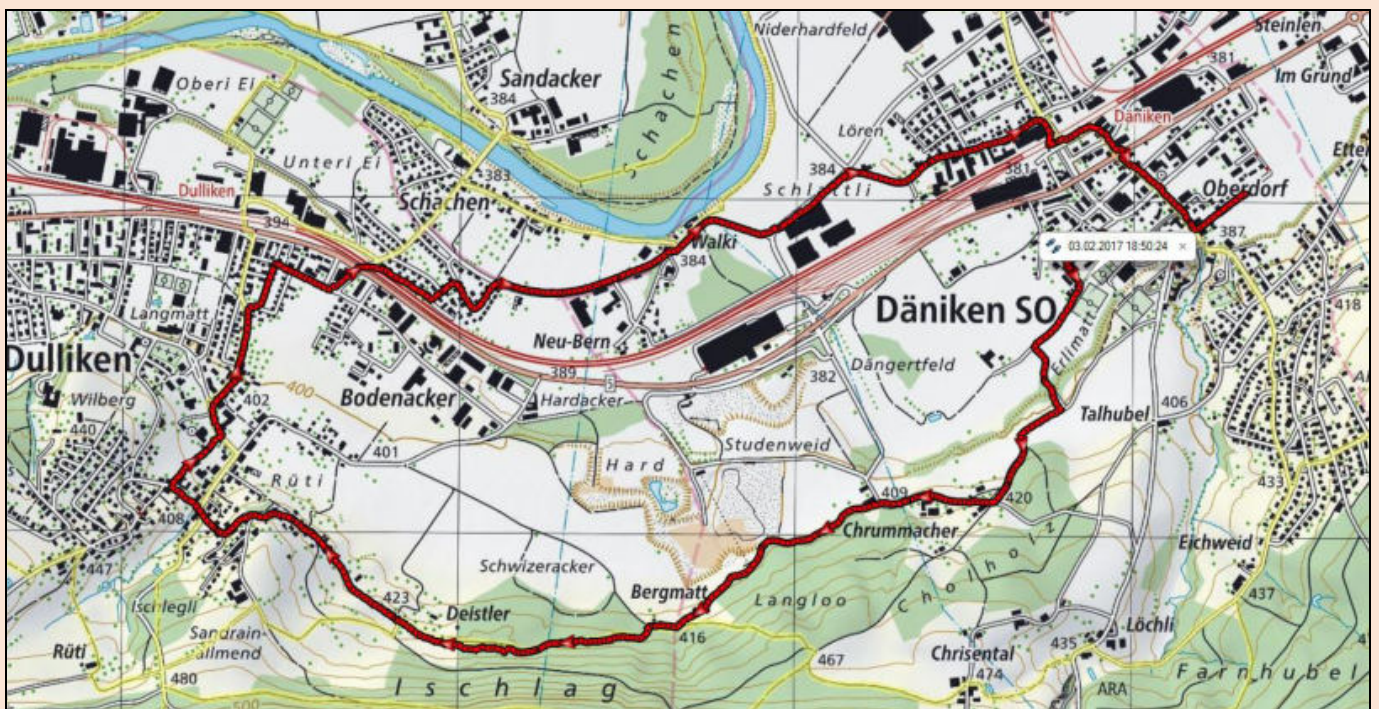 Niderhardfeld
Steinlen
381
Im Grund
Sandacker
384
Oberi Ei
Schachen
Däniken
Lören
Unteri Ei
383
384
381
Dulliken
Schachen
Schlattli
Oberdorf
394
387
Walki
384
03.02.2017 18:50:24 ×
418
Langmatt
Däniken SO
Neu-Bern
Erlimatt
Dulliken
389
5
382
Dängertfeld
400
Wilberg
402
Bodenacker
Hardacker
Talhubel
406
440
Studenweid
401
Hard
433
Rüti
409
420
408
Chrummacher
Eichweid
447
Schwizeracker
Cholholz
Bergmatt
Langloo
437
423
Deistler
Ischlegli
416
Löchli
435
Sandrain-
allmend
Rüti
467
Chrisental
Farnhubel
480
Ischlag
474
ARA
500